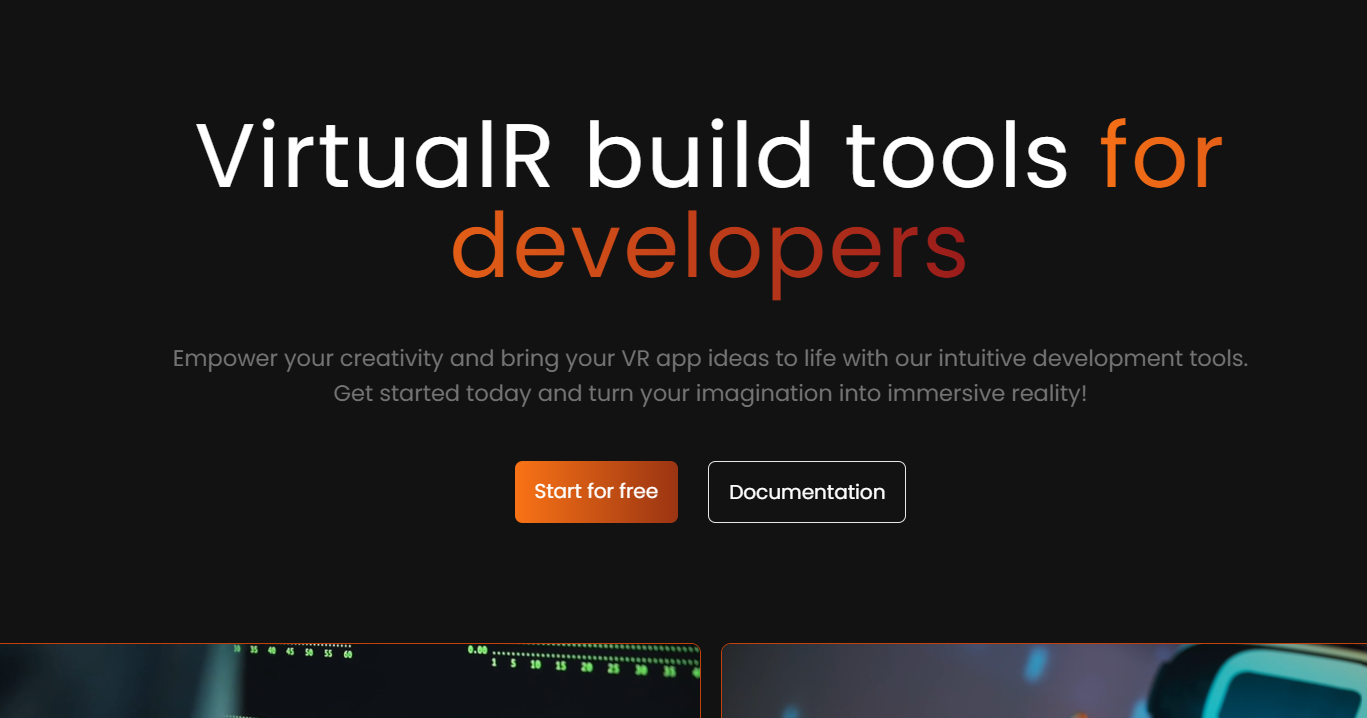 VirtualR build tools for
developers
Empower your creativity and bring your VR app ideas to life with our intuitive development tools.
Get started today and turn your imagination into immersive reality!
Start for free
Documentation
30 35 40 45 50 55 60
0.00
1 5 10 15 20 25 30 35